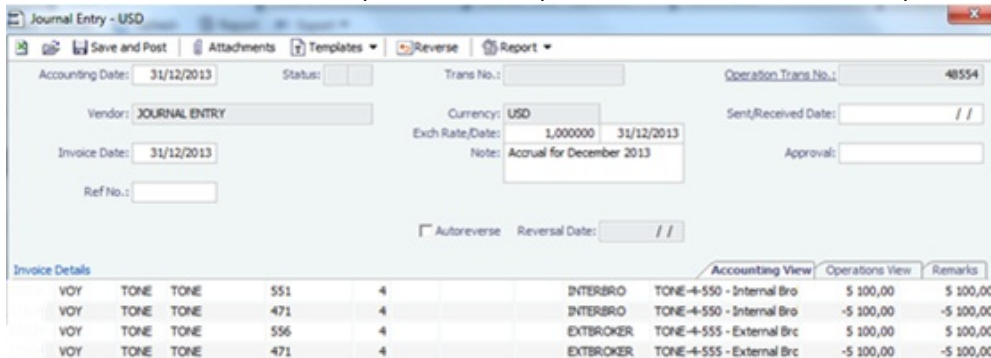 Journal Entry - USD
Save and Post Attachments Templates Reverse Report
Accounting Date: 31/12/2013 Status: Trans No.: Operation Trans No.: 48554
Vendor: JOURNAL ENTRY Currency: USD Sent/Received Date: / /
Exch Rate/Date: 1,000000 31/12/2013
Invoice Date: 31/12/2013 Note: Accrual for December 2013 Approval:
Ref No.:
Autoreverse Reversal Date: / /
Invoice Details Accounting View Operations View Remarks
VOY TONE TONE 551 4 INTERBRO TONE-4-550 - Internal Bro 5 100,00 5 100,00
VOY TONE TONE 471 4 INTERBRO TONE-4-550 - Internal Bro -5 100,00 -5 100,00
VOY TONE TONE 556 4 EXTBROKER TONE-4-555 - External Brc 5 100,00 5 100,00
VOY TONE TONE 471 4 EXTBROKER TONE-4-555 - External Brc -5 100,00 -5 100,00